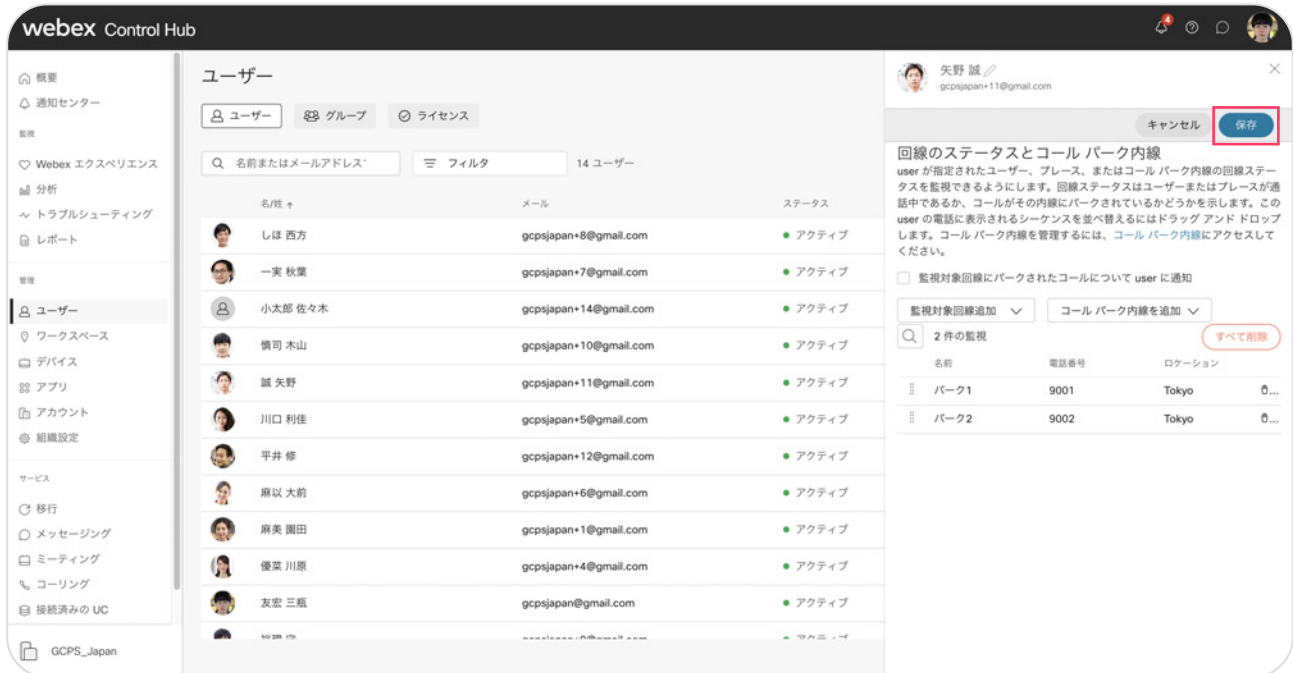 webex Control Hub
4
概要
通知センター
監視
Webex エクスペリエンス
分析
トラブルシューティング
レポート
管理
ユーザー
ワークスペース
デバイス
アプリ
アカウント
組織設定
サービス
移行
メッセージング
ミーティング
コーリング
接続済みの UC
GCPS_Japan
ユーザー
ユーザー グループ ライセンス
名前またはメールアドレス フィルタ 14 ユーザー
名/姓 ↑ メール ステータス
しほ 西方 gcpsjapan+8@gmail.com アクティブ
一実 秋葉 gcpsjapan+7@gmail.com アクティブ
小太郎 佐々木 gcpsjapan+14@gmail.com アクティブ
慎司 木山 gcpsjapan+10@gmail.com アクティブ
誠 矢野 gcpsjapan+11@gmail.com アクティブ
川口 利佳 gcpsjapan+5@gmail.com アクティブ
平井 修 gcpsjapan+12@gmail.com アクティブ
麻以 大前 gcpsjapan+6@gmail.com アクティブ
麻美 園田 gcpsjapan+1@gmail.com アクティブ
優菜 川原 gcpsjapan+4@gmail.com アクティブ
友宏 三瓶 gcpsjapan@gmail.com アクティブ
矢野 誠
gcpsjapan+11@gmail.com
キャンセル 保存
回線のステータスとコール パーク内線
user が指定されたユーザー、プレース、またはコール パーク内線の回線ステー
タスを監視できるようにします。回線ステータスはユーザーまたはプレースが通
話中であるか、コールがその内線にパークされているかどうかを示します。この
user の電話に表示されるシーケンスを並べ替えるにはドラッグ アンド ドロップ
します。コール パーク内線を管理するには、コール パーク内線にアクセスして
ください。
監視対象回線にパークされたコールについて user に通知
監視対象回線追加 コール パーク内線を追加
2 件の監視 すべて削除
名前 電話番号 ロケーション
パーク1 9001 Tokyo
パーク2 9002 Tokyo